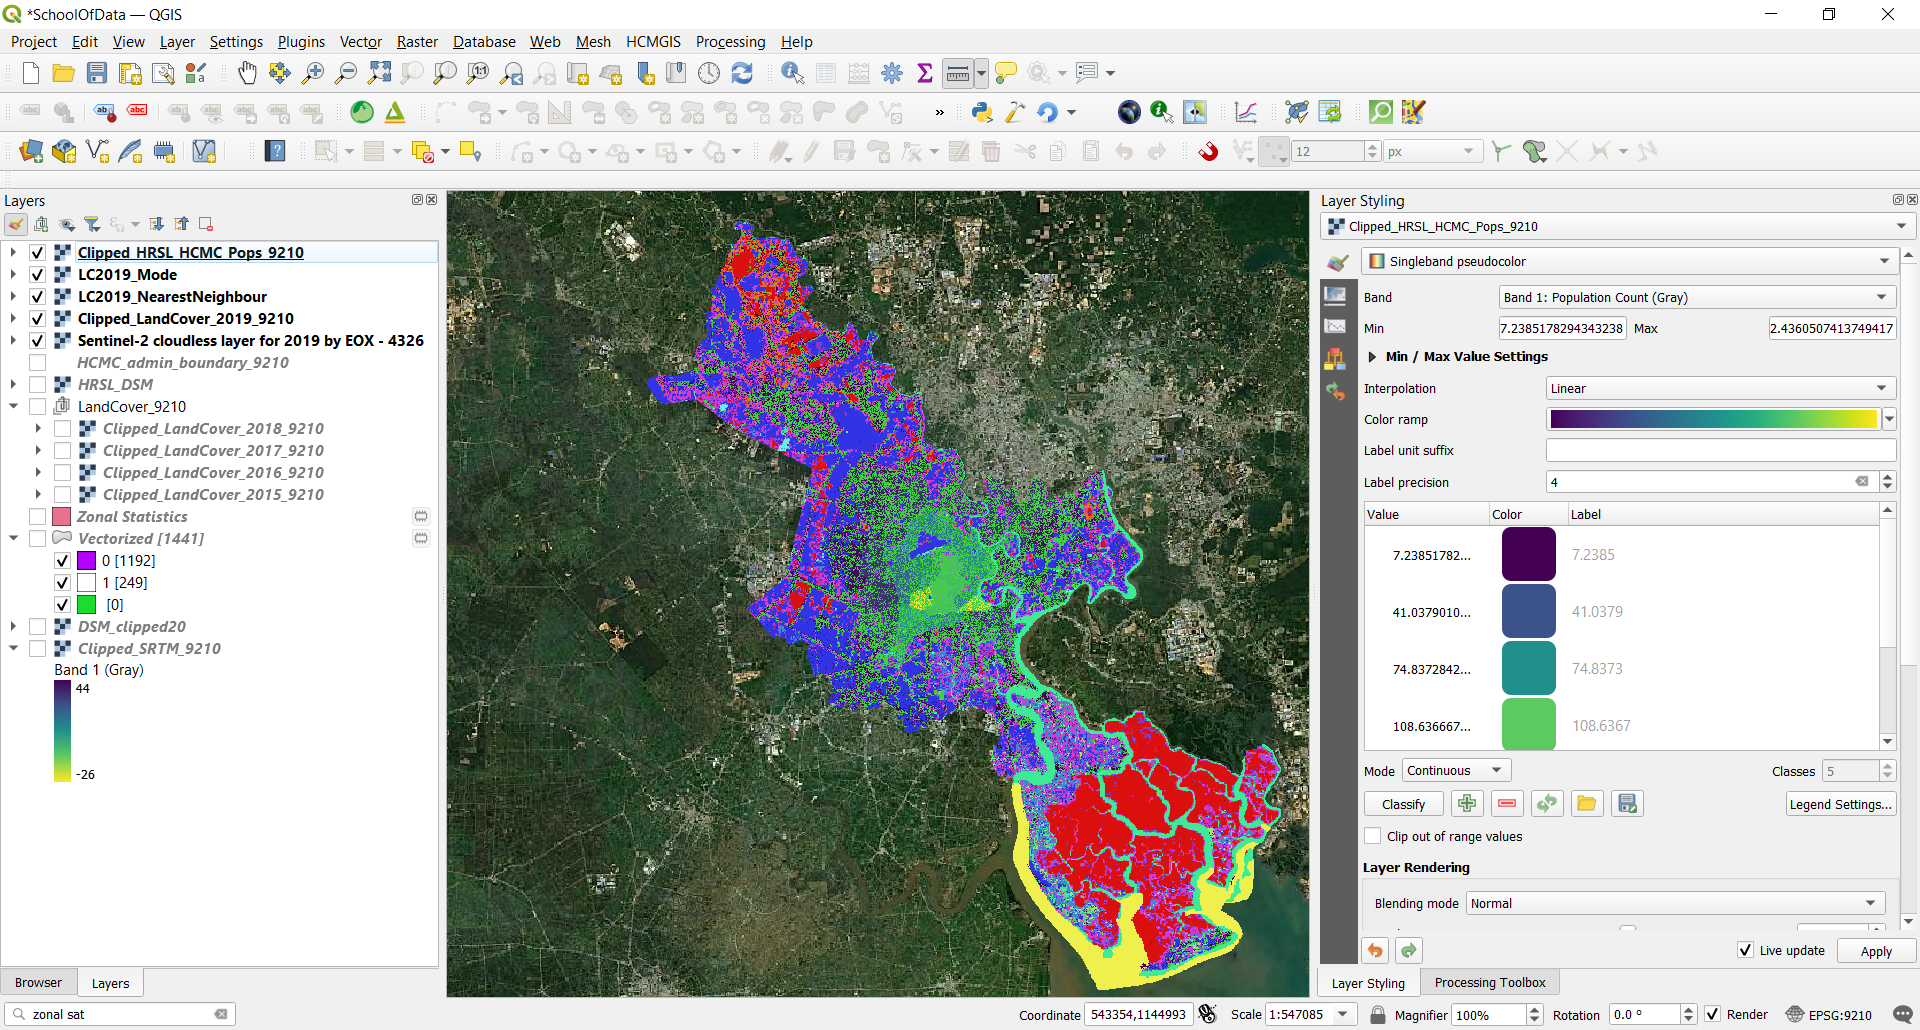 *SchoolOfData — QGIS
Project Edit View Layer Settings Plugins Vector Raster Database Web Mesh HCMGIS Processing Help
1:1
abc
ab abc
12 px
Layers
Clipped_HRSL_HCMC_Pops_9210
LC2019_Mode
LC2019_NearestNeighbour
Clipped_LandCover_2019_9210
Sentinel-2 cloudless layer for 2019 by EOX - 4326
HCMC_admin_boundary_9210
HRSL_DSM
LandCover_9210
Clipped_LandCover_2018_9210
Clipped_LandCover_2017_9210
Clipped_LandCover_2016_9210
Clipped_LandCover_2015_9210
Zonal Statistics
Vectorized [1441]
0 [1192]
1 [249]
[0]
DSM_clipped20
Clipped_SRTM_9210
Band 1 (Gray)
44
-26
Browser Layers
zonal sat
Layer Styling
Clipped_HRSL_HCMC_Pops_9210
Singleband pseudocolor
Band Band 1: Population Count (Gray)
Min 7.2385178294343238 Max 2.4360507413749417
Min / Max Value Settings
Interpolation Linear
Color ramp
Label unit suffix
Label precision 4
Value Color Label
7.23851782... 7.2385
41.0379010... 41.0379
74.8372842... 74.8373
108.636667... 108.6367
Mode Continuous Classes 5
Classify Legend Settings...
Clip out of range values
Layer Rendering
Blending mode Normal
Live update Apply
Layer Styling Processing Toolbox
Coordinate 543354,1144993 Scale 1:547085 Magnifier 100% Rotation 0.0 ° Render EPSG:9210